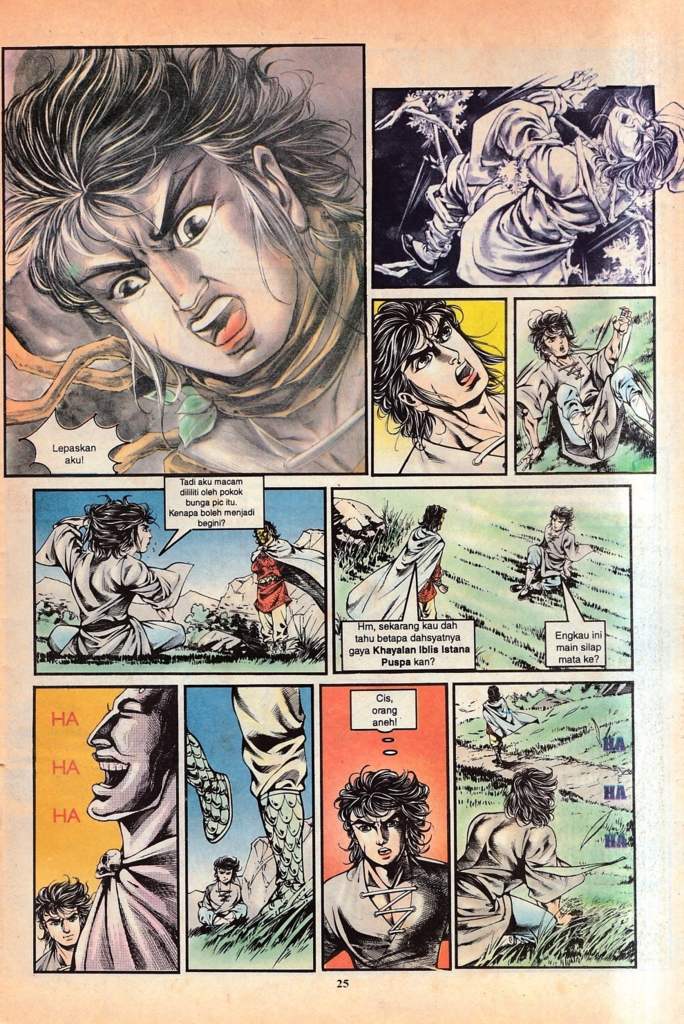 Lepaskan
aku!
Tadi aku macam
dililiti oleh pokok
bunga pic itu.
Kenapa boleh menjadi
begini?
Hm, sekarang kau dah
tahu betapa dahsyatnya
gaya Khayalan Iblis Istana
Puspa kan?
Engkau ini
main silap
mata ke?
HA
HA
HA
Cis,
orang
aneh!
HA
HA
HA
25